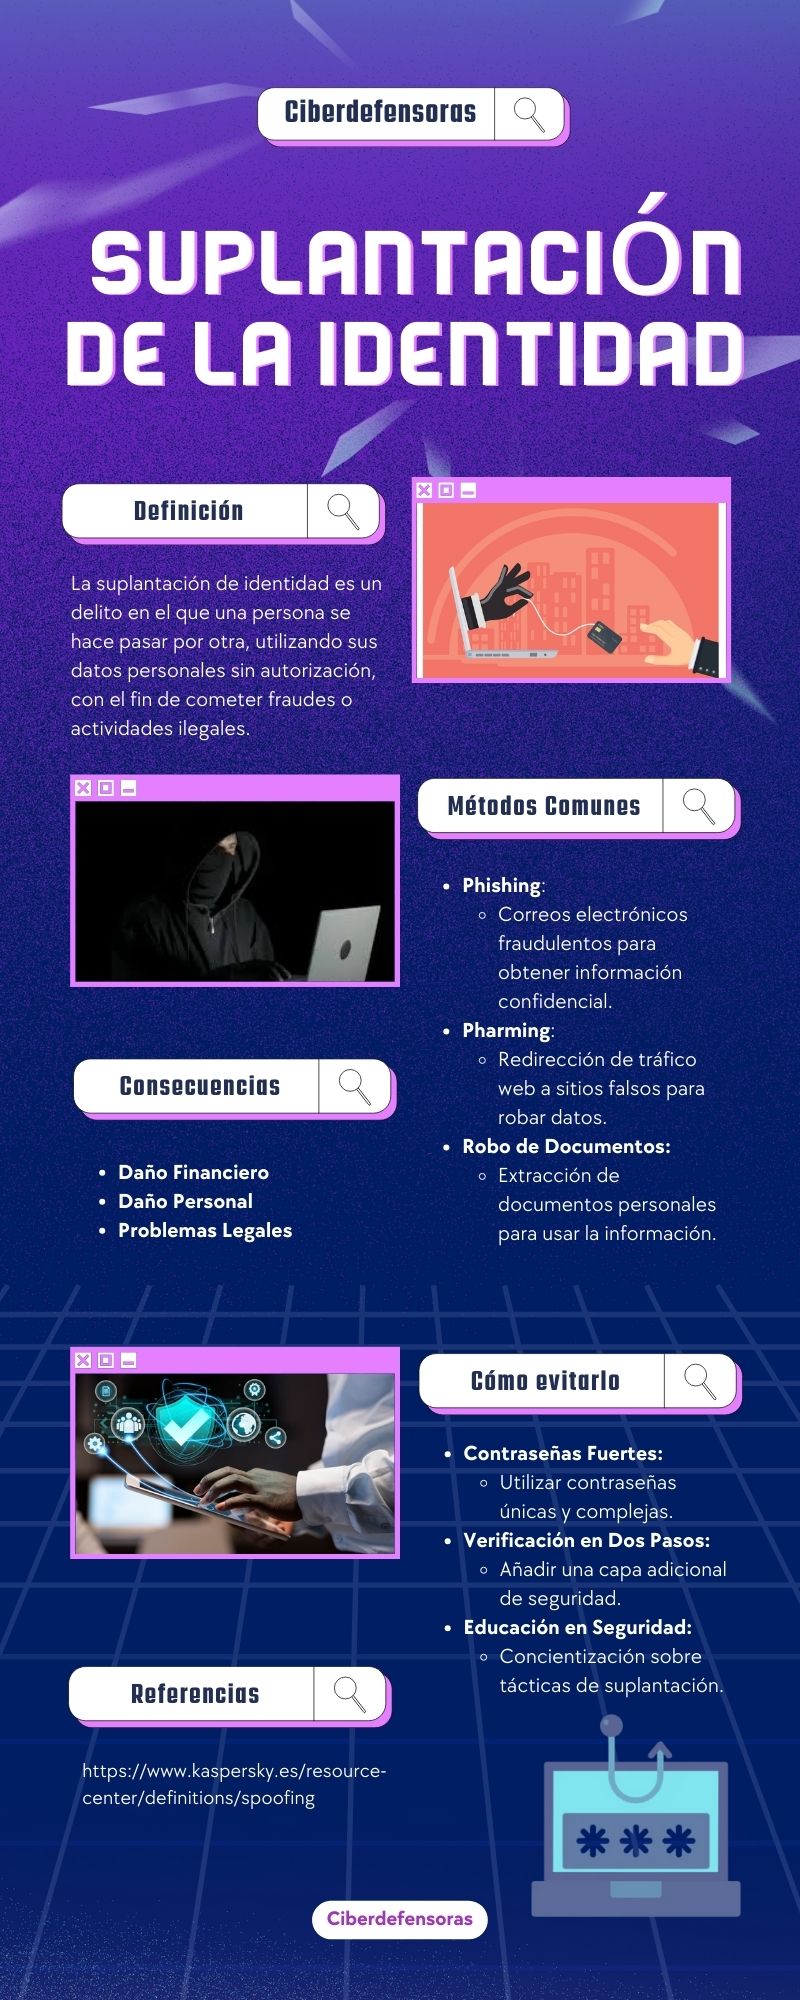 Ciberdefensoras
SUPLANTACIÓN
DE LA IDENTIDAD
Definición
La suplantación de identidad es un
delito en el que una persona se
hace pasar por otra, utilizando sus
datos personales sin autorización,
con el fin de cometer fraudes o
actividades ilegales.
Métodos Comunes
• Phishing:
○ Correos electrónicos
fraudulentos para
obtener información
confidencial.
• Pharming:
○ Redirección de tráfico
web a sitios falsos para
robar datos.
• Robo de Documentos:
○ Extracción de
documentos personales
para usar la información.
Consecuencias
• Daño Financiero
• Daño Personal
• Problemas Legales
Cómo evitarlo
• Contraseñas Fuertes:
○ Utilizar contraseñas
únicas y complejas.
• Verificación en Dos Pasos:
○ Añadir una capa adicional
de seguridad.
• Educación en Seguridad:
○ Concientización sobre
tácticas de suplantación.
Referencias
https://www.kaspersky.es/resource-
center/definitions/spoofing
Ciberdefensoras